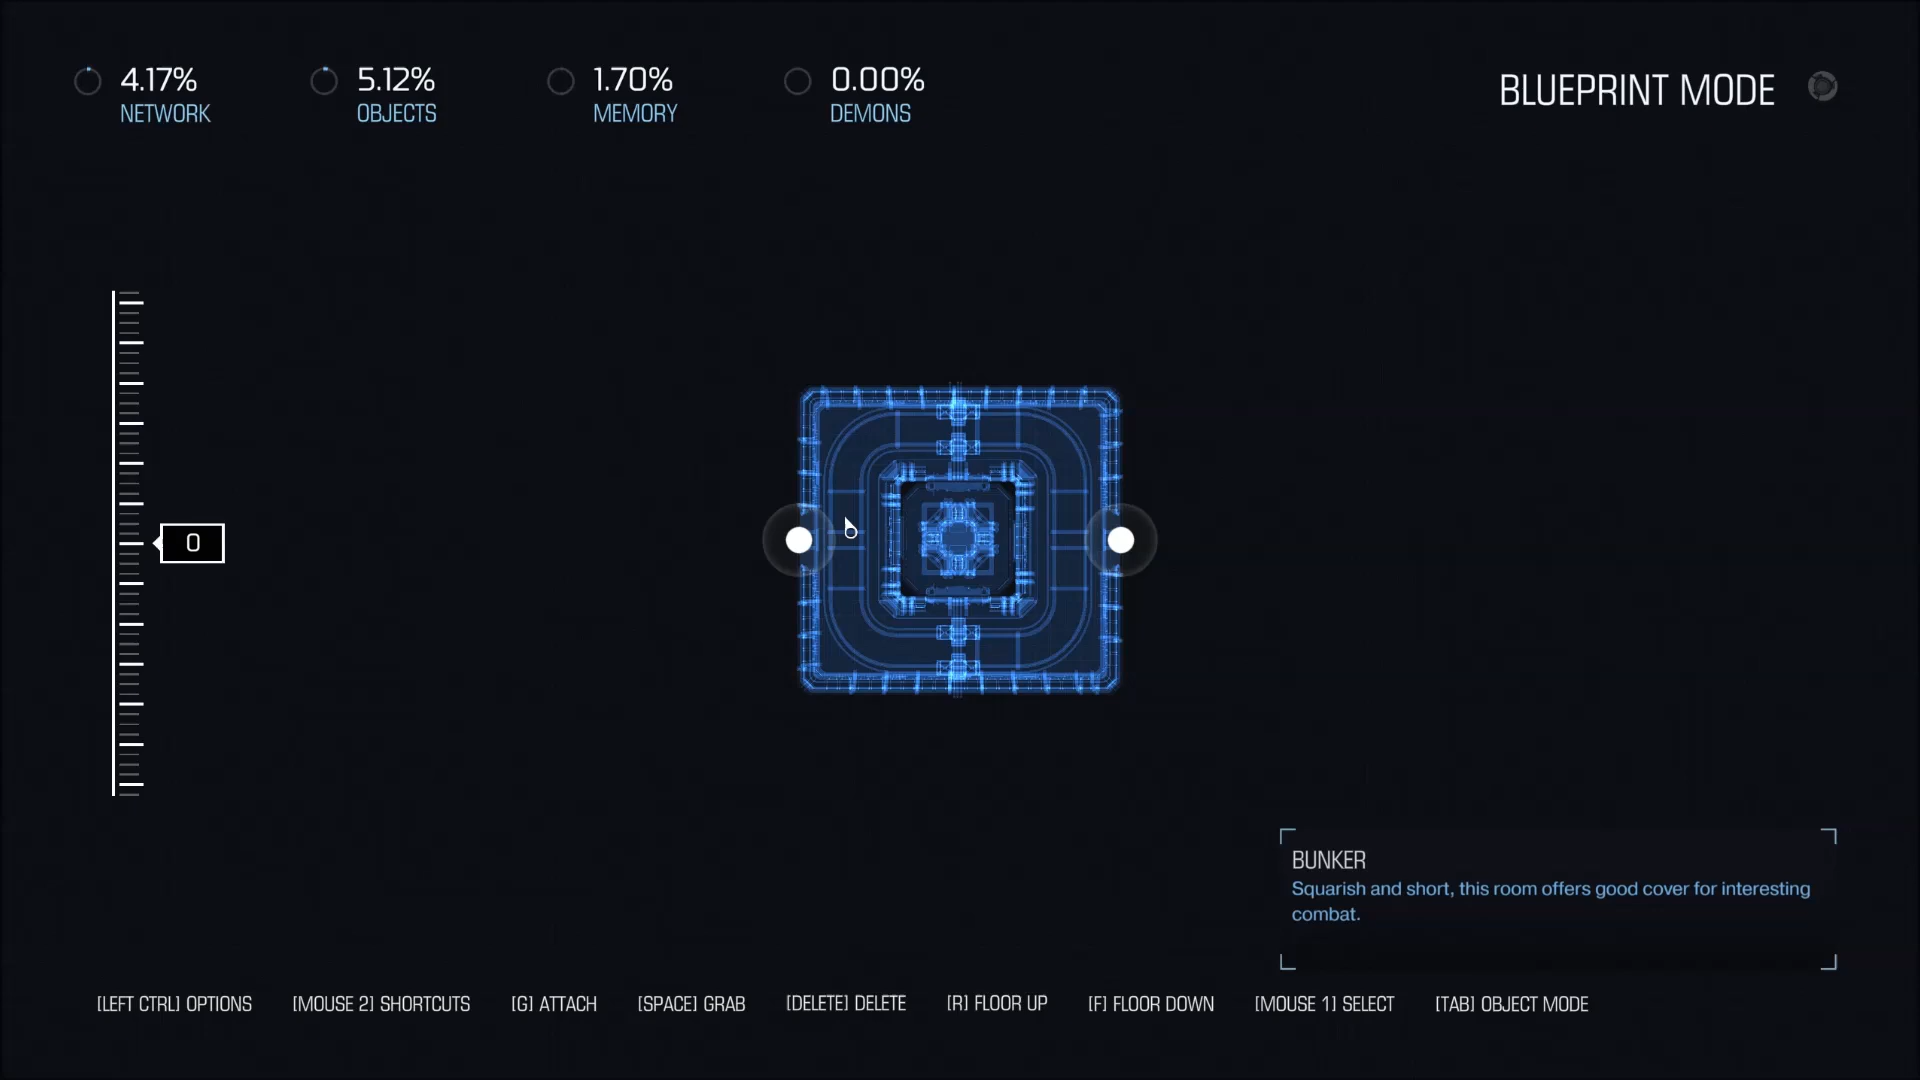 4.17%
NETWORK
5.12%
OBJECTS
1.70%
MEMORY
0.00%
DEMONS
BLUEPRINT MODE
0
BUNKER
Squarish and short, this room offers good cover for interesting
combat.
[LEFT CTRL] OPTIONS
[MOUSE 2] SHORTCUTS
[G] ATTACH
[SPACE] GRAB
[DELETE] DELETE
[R] FLOOR UP
[F] FLOOR DOWN
[MOUSE 1] SELECT
[TAB] OBJECT MODE